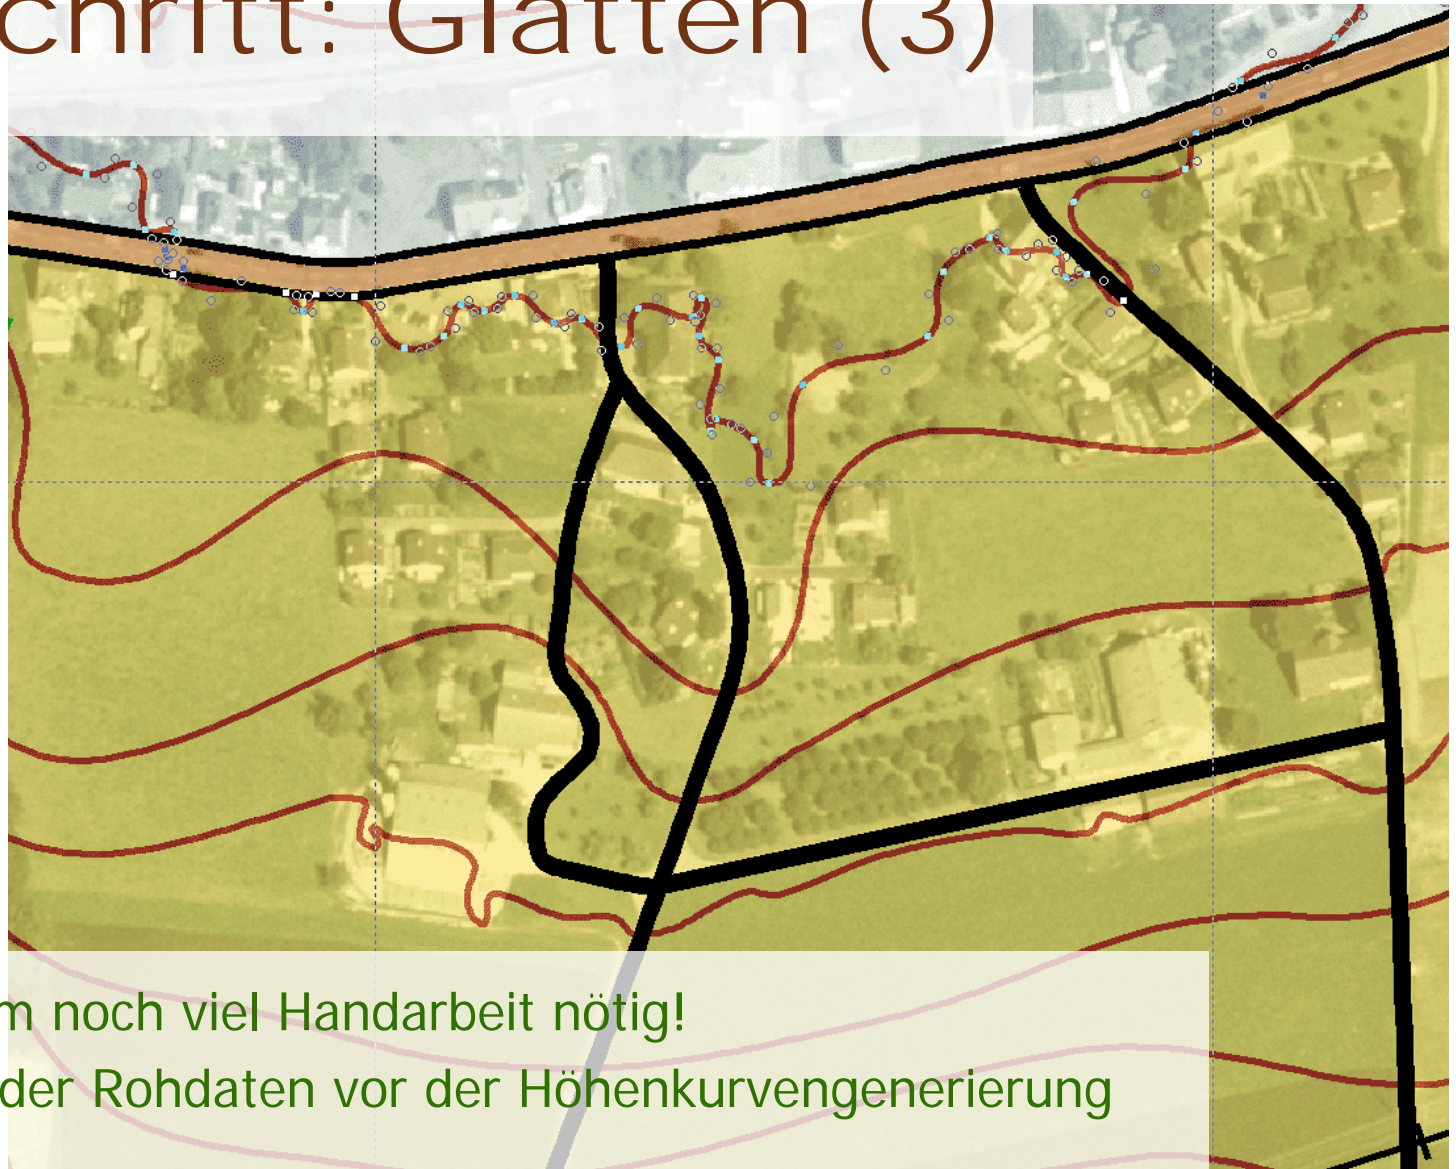 chritt: Glätten (3)
m noch viel Handarbeit nötig!
der Rohdaten vor der Höhenkurvengenerierung